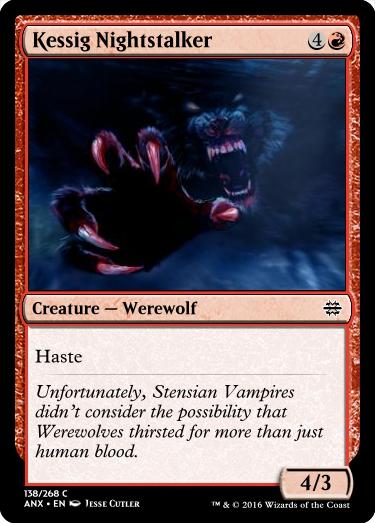 Kessig Nightstalker 4
Creature — Werewolf
Haste
Unfortunately, Stensian Vampires
didn't consider the possibility that
Werewolves thirsted for more than just
human blood.
4/3
138/268 C
ANX • EN Jesse Cutler
™ & © 2016 Wizards of the Coast